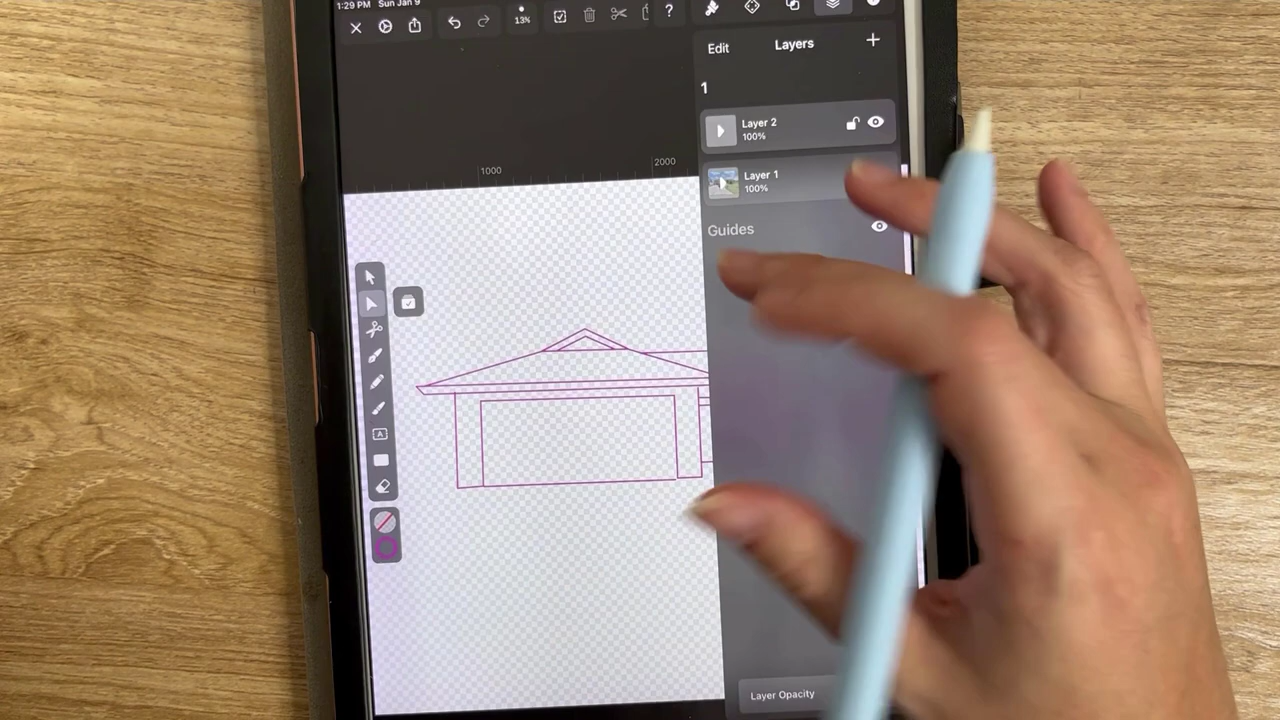 1:29 PM Sun Jan 9
13%
?
Edit
Layers
1
Layer 2
100%
1000
2000
Layer 1
100%
Guides
A
Layer Opacity